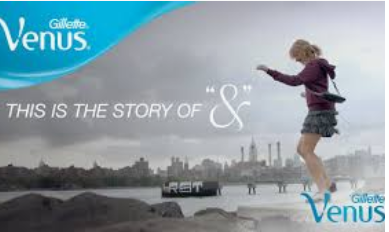 Gillette
Venus
THIS IS THE STORY OF "&"
Gillette
Venus